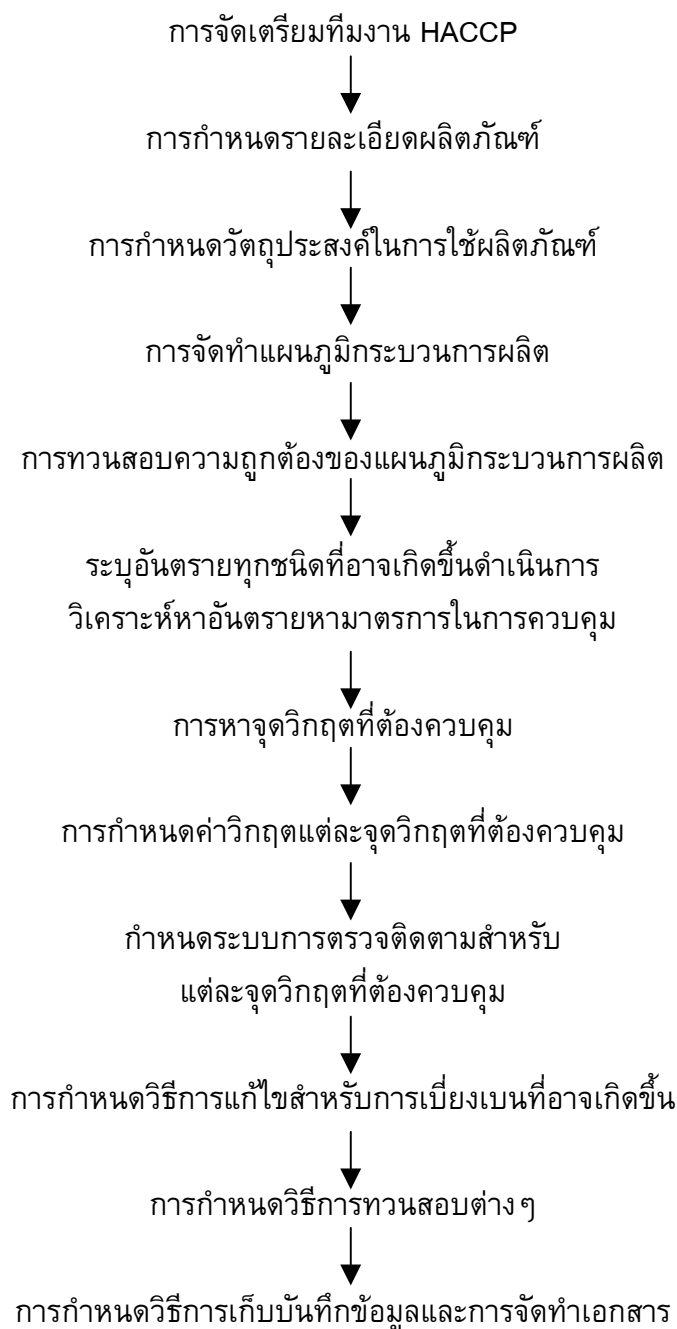 การจัดเตรียมทีมงาน HACCP
การกำหนดรายละเอียดผลิตภัณฑ์
การกำหนดวัตถุประสงค์ในการใช้ผลิตภัณฑ์
การจัดทำแผนภูมิกระบวนการผลิต
การทวนสอบความถูกต้องของแผนภูมิกระบวนการผลิต
ระบุอันตรายทุกชนิดที่อาจเกิดขึ้นดำเนินการ
วิเคราะห์หาอันตรายหามาตรการในการควบคุม
การหาจุดวิกฤตที่ต้องควบคุม
การกำหนดค่าวิกฤตแต่ละจุดวิกฤตที่ต้องควบคุม
กำหนดระบบการตรวจติดตามสำหรับ
แต่ละจุดวิกฤตที่ต้องควบคุม
การกำหนดวิธีการแก้ไขสำหรับการเบี่ยงเบนที่อาจเกิดขึ้น
การกำหนดวิธีการทวนสอบต่างๆ
การกำหนดวิธีการเก็บบันทึกข้อมูลและการจัดทำเอกสาร